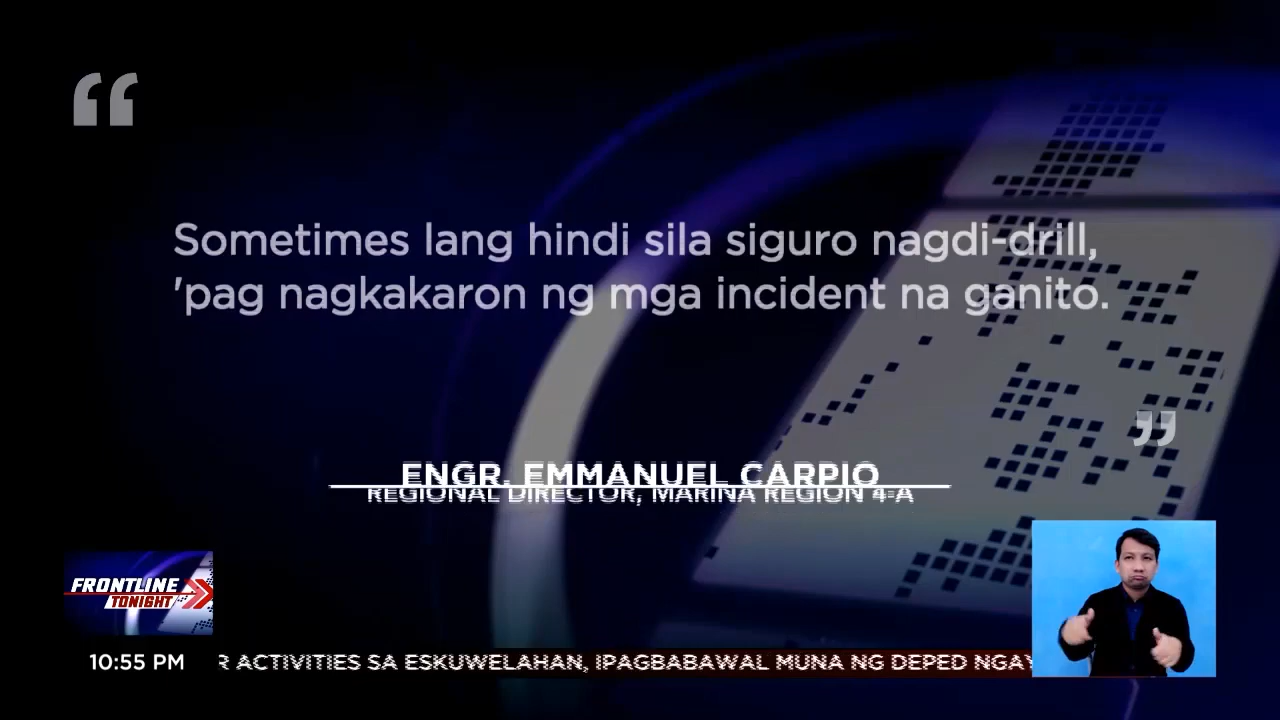 “
Sometimes lang hindi sila siguro nagdi-drill,
'pag nagkakaron ng mga incident na ganito.
”
ENGR. EMMANUEL CARPIO
REGIONAL DIRECTOR, MARINA REGION 4-A
FRONTLINE
TONIGHT
10:55 PM
R ACTIVITIES SA ESKUWELAHAN, IPAGBABAWAL MUNA NG DEPED NGAY